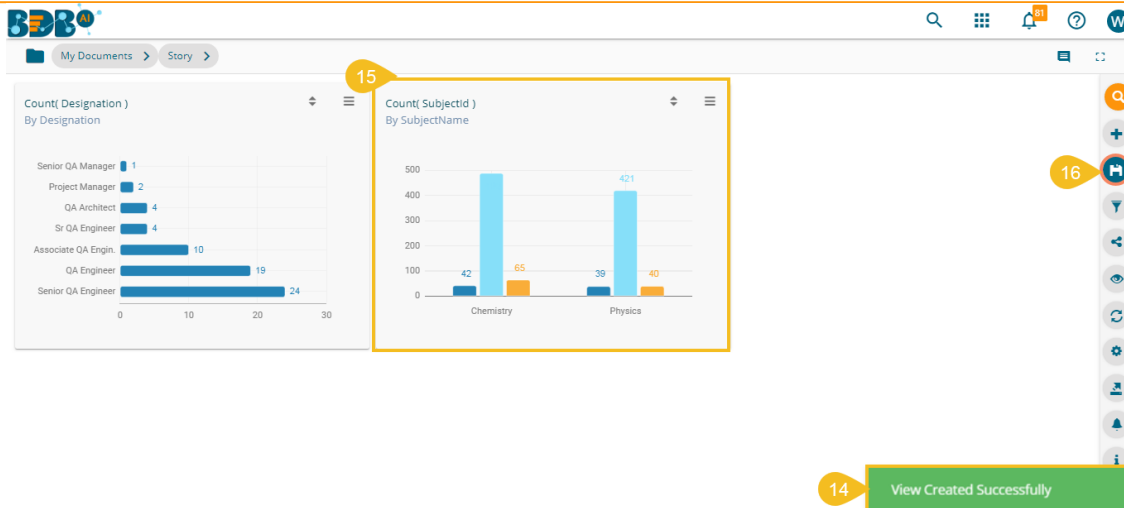 BDB AI
81
W
My Documents > Story >
15
Count( Designation )
By Designation
Senior QA Manager 1
Project Manager 2
QA Architect 4
Sr QA Engineer 4
Associate QA Engin. 10
QA Engineer 19
Senior QA Engineer 24
0 10 20 30
Count( SubjectId )
By SubjectName
500
400
300
200
100
0
421
42 65 39 40
Chemistry Physics
16
14
View Created Successfully